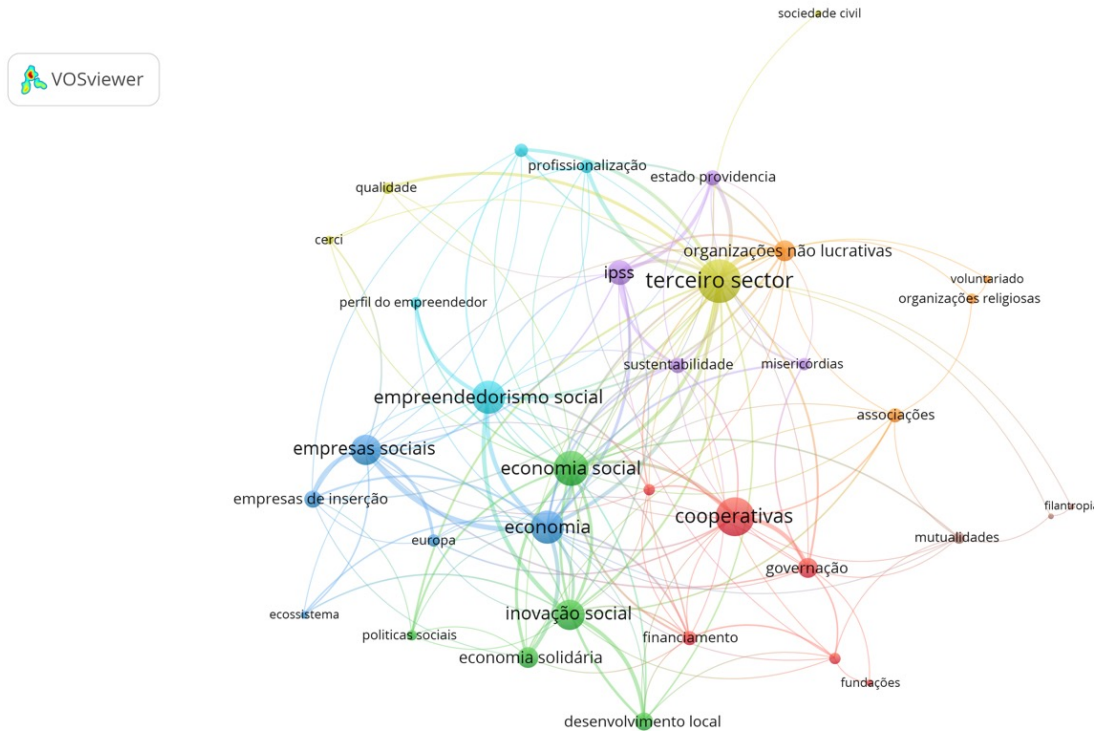 sociedade civil
VOSviewer
profissionalização
estado providencia
qualidade
cerci
organizações não lucrativas
ipss
terceiro sector
voluntariado
organizações religiosas
perfil do empreendedor
sustentabilidade
misericórdias
empreendedorismo social
associações
empresas sociais
economia social
empresas de inserção
filantropia
cooperativas
economia
europa
mutualidades
governação
ecossistema
inovação social
politicas sociais
financiamento
economia solidária
fundações
desenvolvimento local